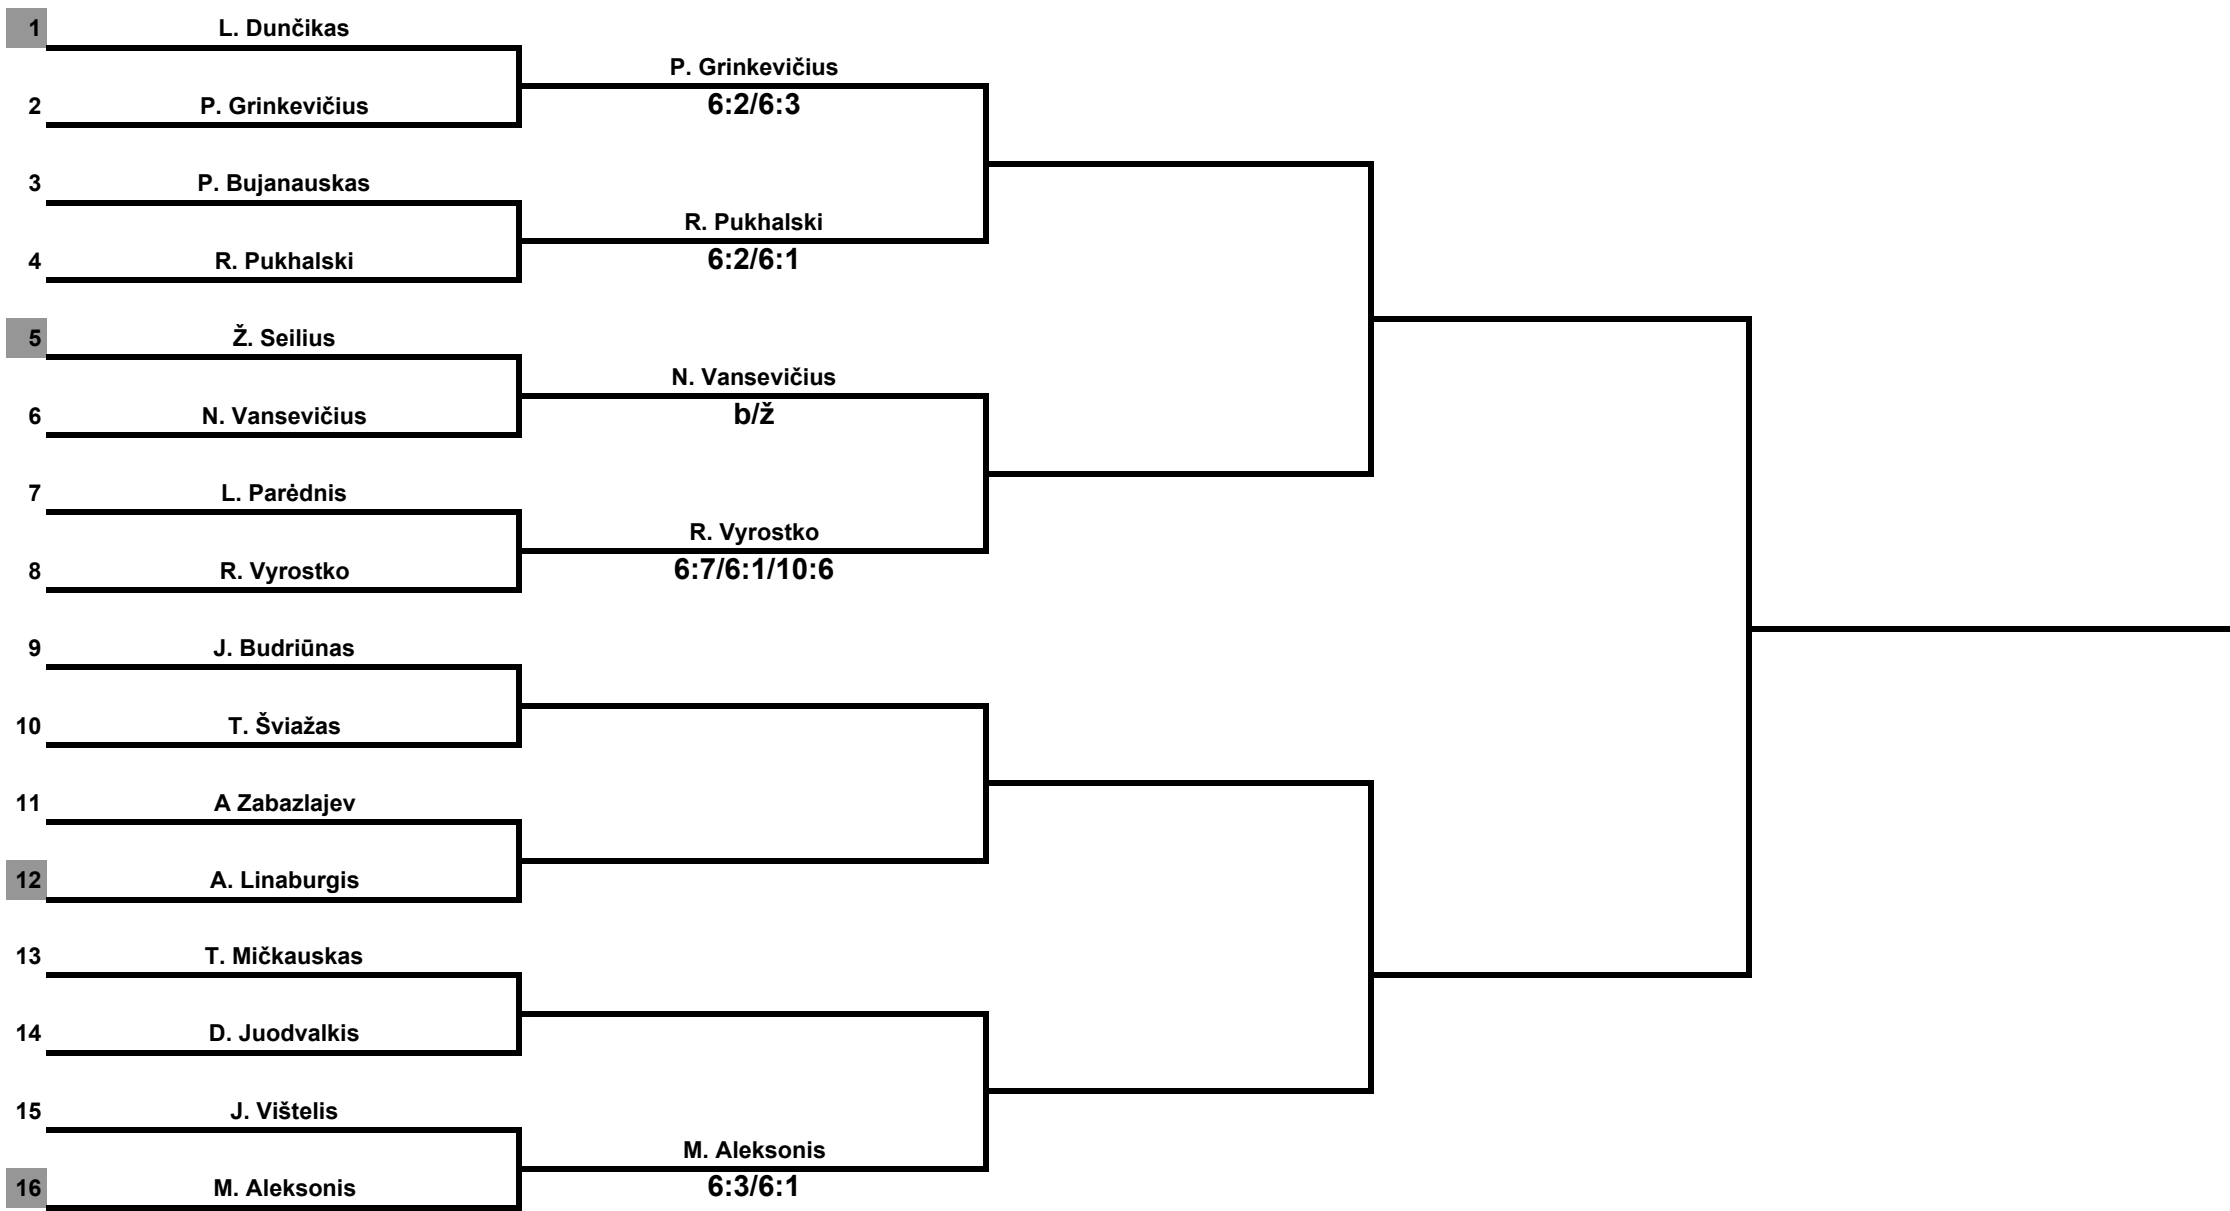 1 L. Dunčikas
P. Grinkevičius
6:2/6:3
2 P. Grinkevičius
3 P. Bujanauskas
R. Pukhalski
6:2/6:1
4 R. Pukhalski
5 Ž. Seilius
N. Vansevičius
b/ž
6 N. Vansevičius
7 L. Parėdnis
R. Vyrostko
6:7/6:1/10:6
8 R. Vyrostko
9 J. Budriūnas
10 T. Šviažas
11 A Zabazlajev
12 A. Linaburgis
13 T. Mičkauskas
14 D. Juodvalkis
15 J. Vištelis
M. Aleksonis
6:3/6:1
16 M. Aleksonis